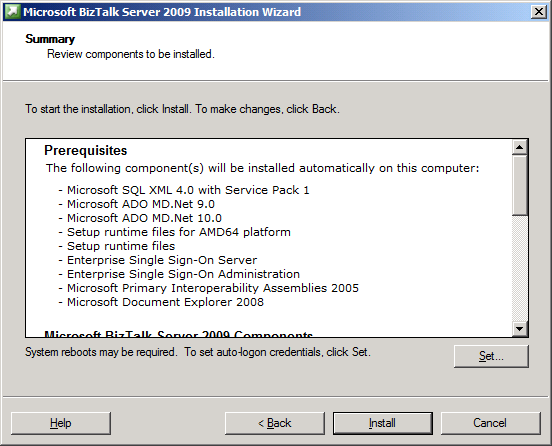 Microsoft BizTalk Server 2009 Installation Wizard
Summary
Review components to be installed.
To start the installation, click Install. To make changes, click Back.
Prerequisites
The following component(s) will be installed automatically on this computer:
- Microsoft SQL XML 4.0 with Service Pack 1
- Microsoft ADO MD.Net 9.0
- Microsoft ADO MD.Net 10.0
- Setup runtime files for AMD64 platform
- Setup runtime files
- Enterprise Single Sign-On Server
- Enterprise Single Sign-On Administration
- Microsoft Primary Interoperability Assemblies 2005
- Microsoft Document Explorer 2008
Microsoft BizTalk Server 2009 Components
System reboots may be required. To set auto-logon credentials, click Set.
Set...
Help
< Back
Install
Cancel